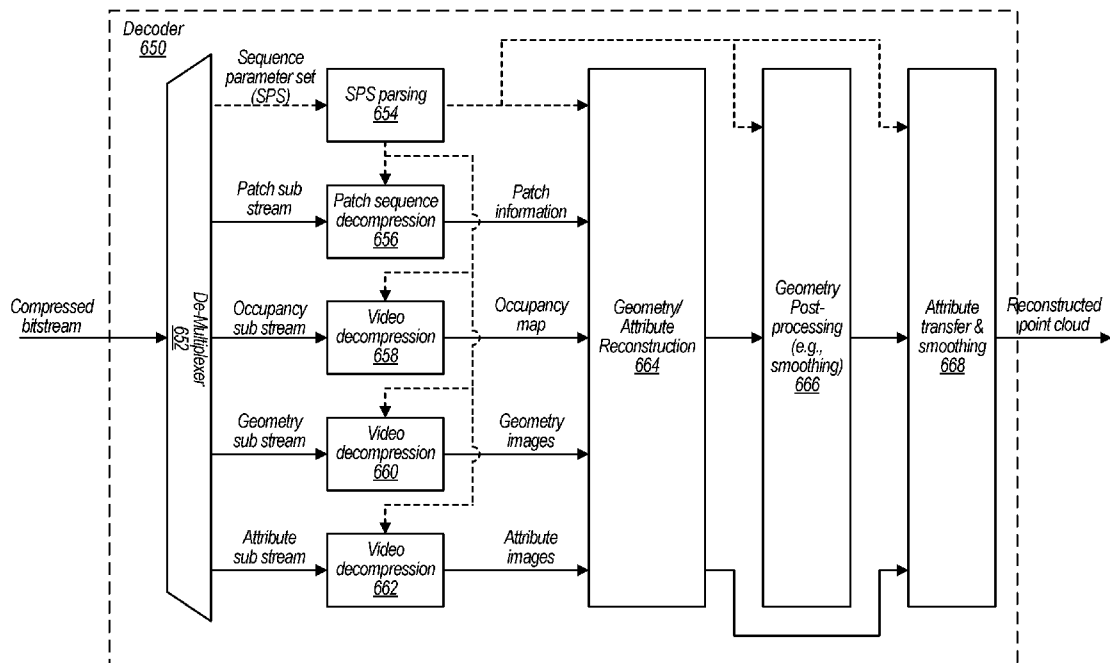 Decoder
650
Sequence
parameter set
(SPS)
SPS parsing
654
Patch sub
stream
Patch sequence
decompression
656
Patch
information
Compressed
bitstream
De-Multiplexer
652
Occupancy
sub stream
Video
decompression
658
Occupancy
map
Geometry/
Attribute
Reconstruction
664
Geometry
Post-
processing
(e.g.,
smoothing)
666
Attribute
transfer &
smoothing
668
Reconstructed
point cloud
Geometry
sub stream
Video
decompression
660
Geometry
images
Attribute
sub stream
Video
decompression
662
Attribute
images